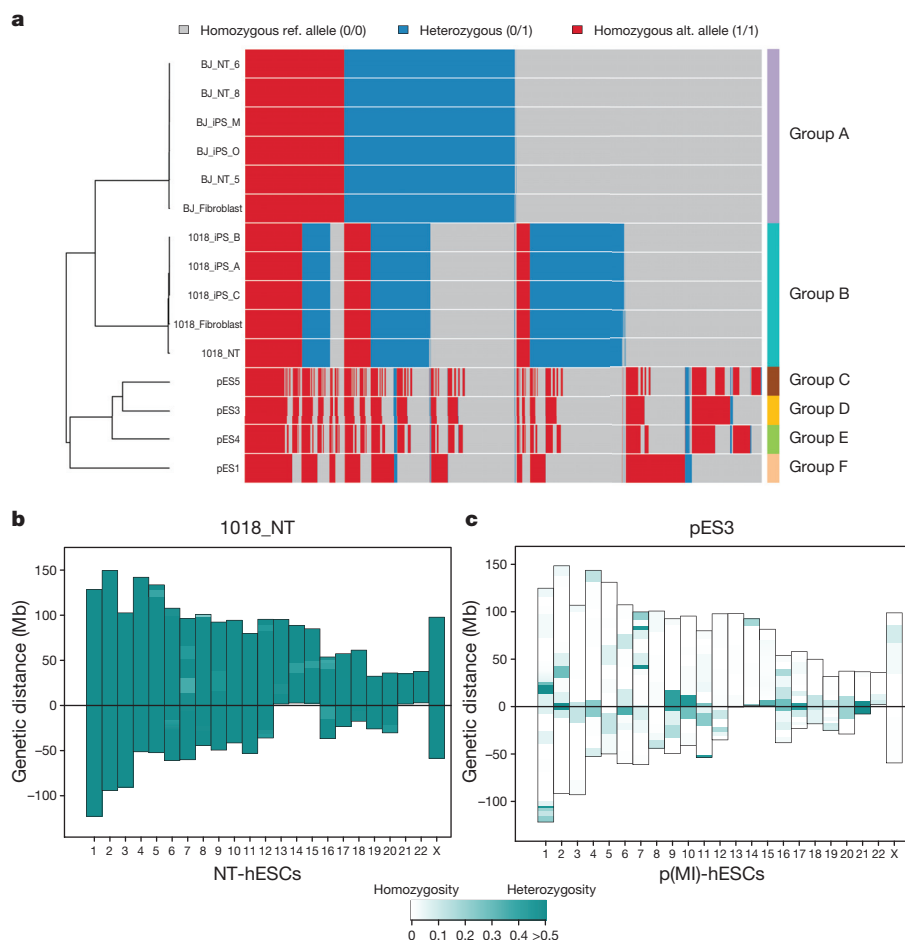 a
Homozygous ref. allele (0/0) Heterozygous (0/1) Homozygous alt. allele (1/1)
BJ_NT_6
BJ_NT_8
BJ_iPS_M
BJ_iPS_O
BJ_NT_5
BJ_Fibroblast
Group A
1018_iPS_B
1018_iPS_A
1018_iPS_C
1018_Fibroblast
1018_NT
Group B
pES5 Group C
pES3 Group D
pES4 Group E
pES1 Group F
b
1018_NT
Genetic distance (Mb)
150
100
50
0
−50
−100
1 2 3 4 5 6 7 8 9 10 11 12 13 14 15 16 17 18 19 20 21 22 X
NT-hESCs
c
pES3
Genetic distance (Mb)
150
100
50
0
−50
−100
1 2 3 4 5 6 7 8 9 10 11 12 13 14 15 16 17 18 19 20 21 22 X
p(MI)-hESCs
Homozygosity Heterozygosity
0 0.1 0.2 0.3 0.4 >0.5